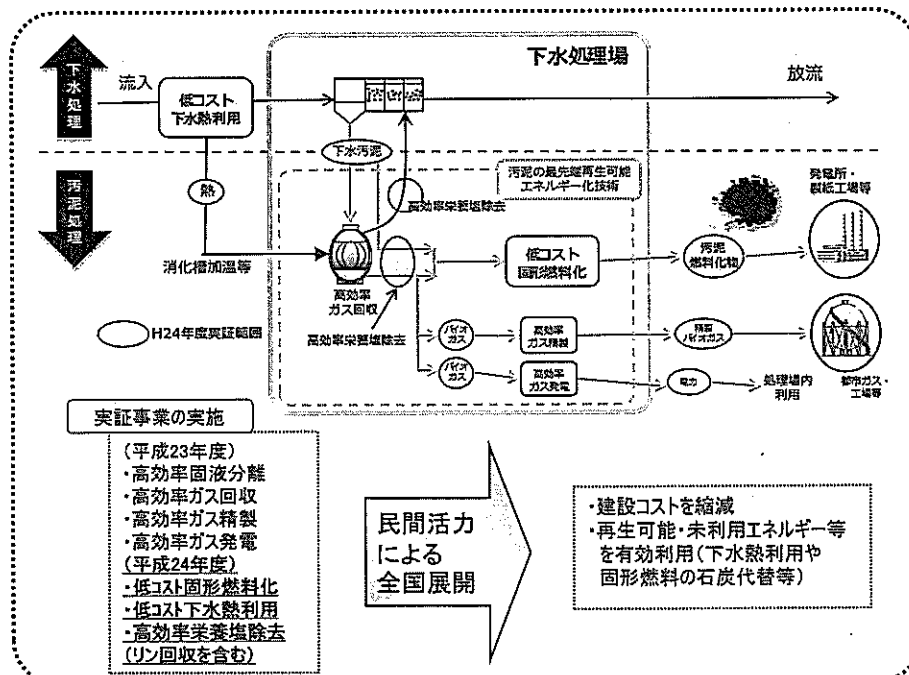 下水処理
流入
低コスト
下水熱利用
下水処理場
放流
下水汚泥
熱
汚泥処理
消化槽加温等
高効率
ガス回収
高効率栄養塩除去
高効率栄養塩除去
汚泥の最先端再生可能
エネルギー化技術
低コスト
固形燃料化
汚泥
燃料化物
発電所・
製紙工場等
バイオ
ガス
高効率
ガス精製
精製
バイオガス
都市ガス・
工場等
バイオ
ガス
高効率
ガス発電
電力
処理場内
利用
H24年度実証範囲
実証事業の実施
(平成23年度)
・高効率固液分離
・高効率ガス回収
・高効率ガス精製
・高効率ガス発電
(平成24年度)
・低コスト固形燃料化
・低コスト下水熱利用
・高効率栄養塩除去
(リン回収を含む)
民間活力
による
全国展開
・建設コストを縮減
・再生可能・未利用エネルギー等
を有効利用(下水熱利用や
固形燃料の石炭代替等)